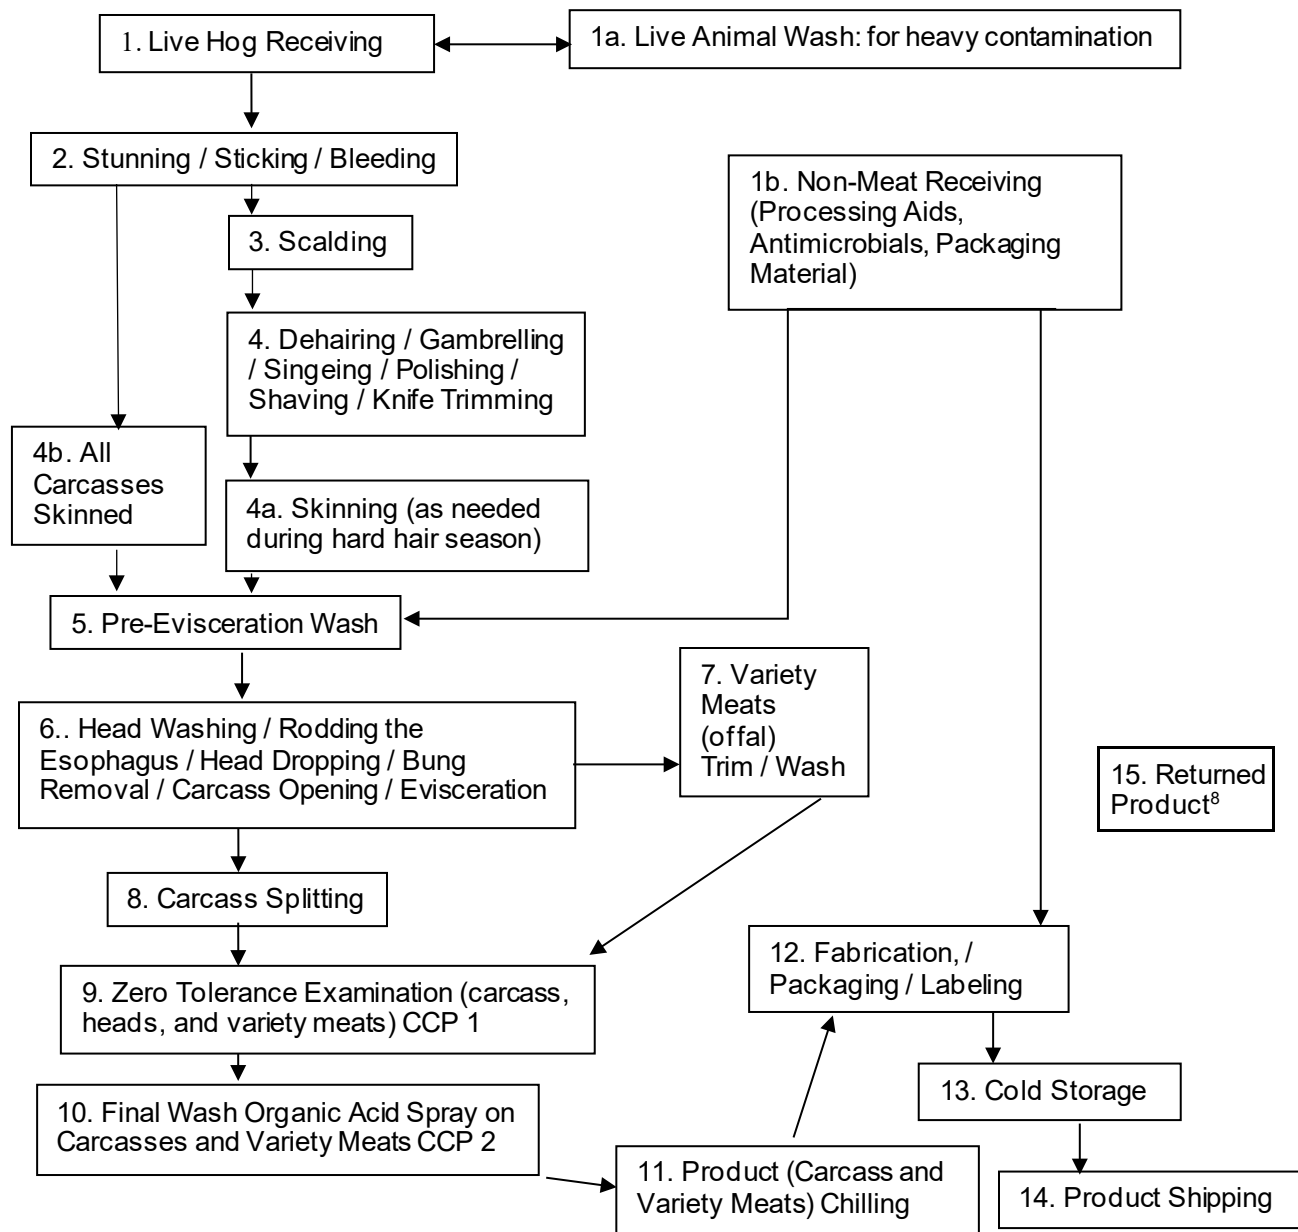 1. Live Hog Receiving
1a. Live Animal Wash: for heavy contamination
2. Stunning / Sticking / Bleeding
1b. Non-Meat Receiving
(Processing Aids,
Antimicrobials, Packaging
Material)
3. Scalding
4. Dehairing / Gambrelling
/ Singeing / Polishing /
Shaving / Knife Trimming
4b. All
Carcasses
Skinned
4a. Skinning (as needed
during hard hair season)
5. Pre-Evisceration Wash
6.. Head Washing / Rodding the
Esophagus / Head Dropping / Bung
Removal / Carcass Opening / Evisceration
7. Variety
Meats
(offal)
Trim / Wash
15. Returned
Product⁸
8. Carcass Splitting
9. Zero Tolerance Examination (carcass,
heads, and variety meats) CCP 1
12. Fabrication, /
Packaging / Labeling
10. Final Wash Organic Acid Spray on
Carcasses and Variety Meats CCP 2
13. Cold Storage
11. Product (Carcass and
Variety Meats) Chilling
14. Product Shipping